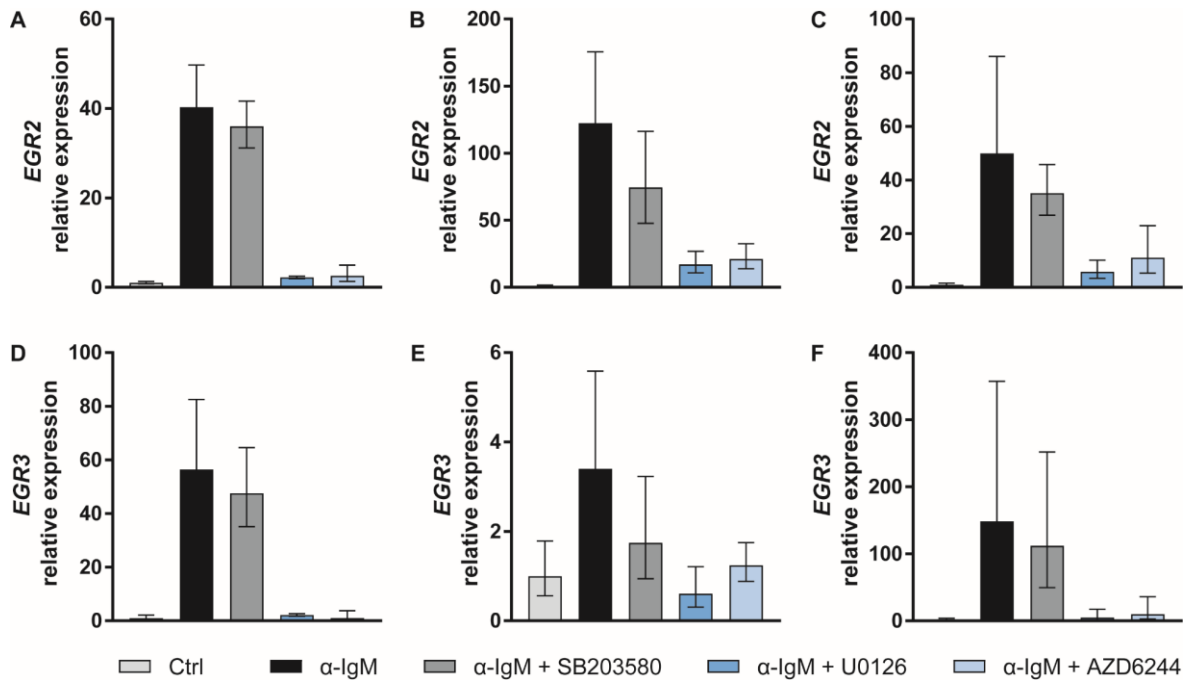 A
EGR2
relative expression
60
40
20
0
B
EGR2
relative expression
200
150
100
50
0
C
EGR2
relative expression
100
80
60
40
20
0
D
EGR3
relative expression
100
80
60
40
20
0
E
EGR3
relative expression
6
4
2
0
F
EGR3
relative expression
400
300
200
100
0
Ctrl
α-IgM
α-IgM + SB203580
α-IgM + U0126
α-IgM + AZD6244